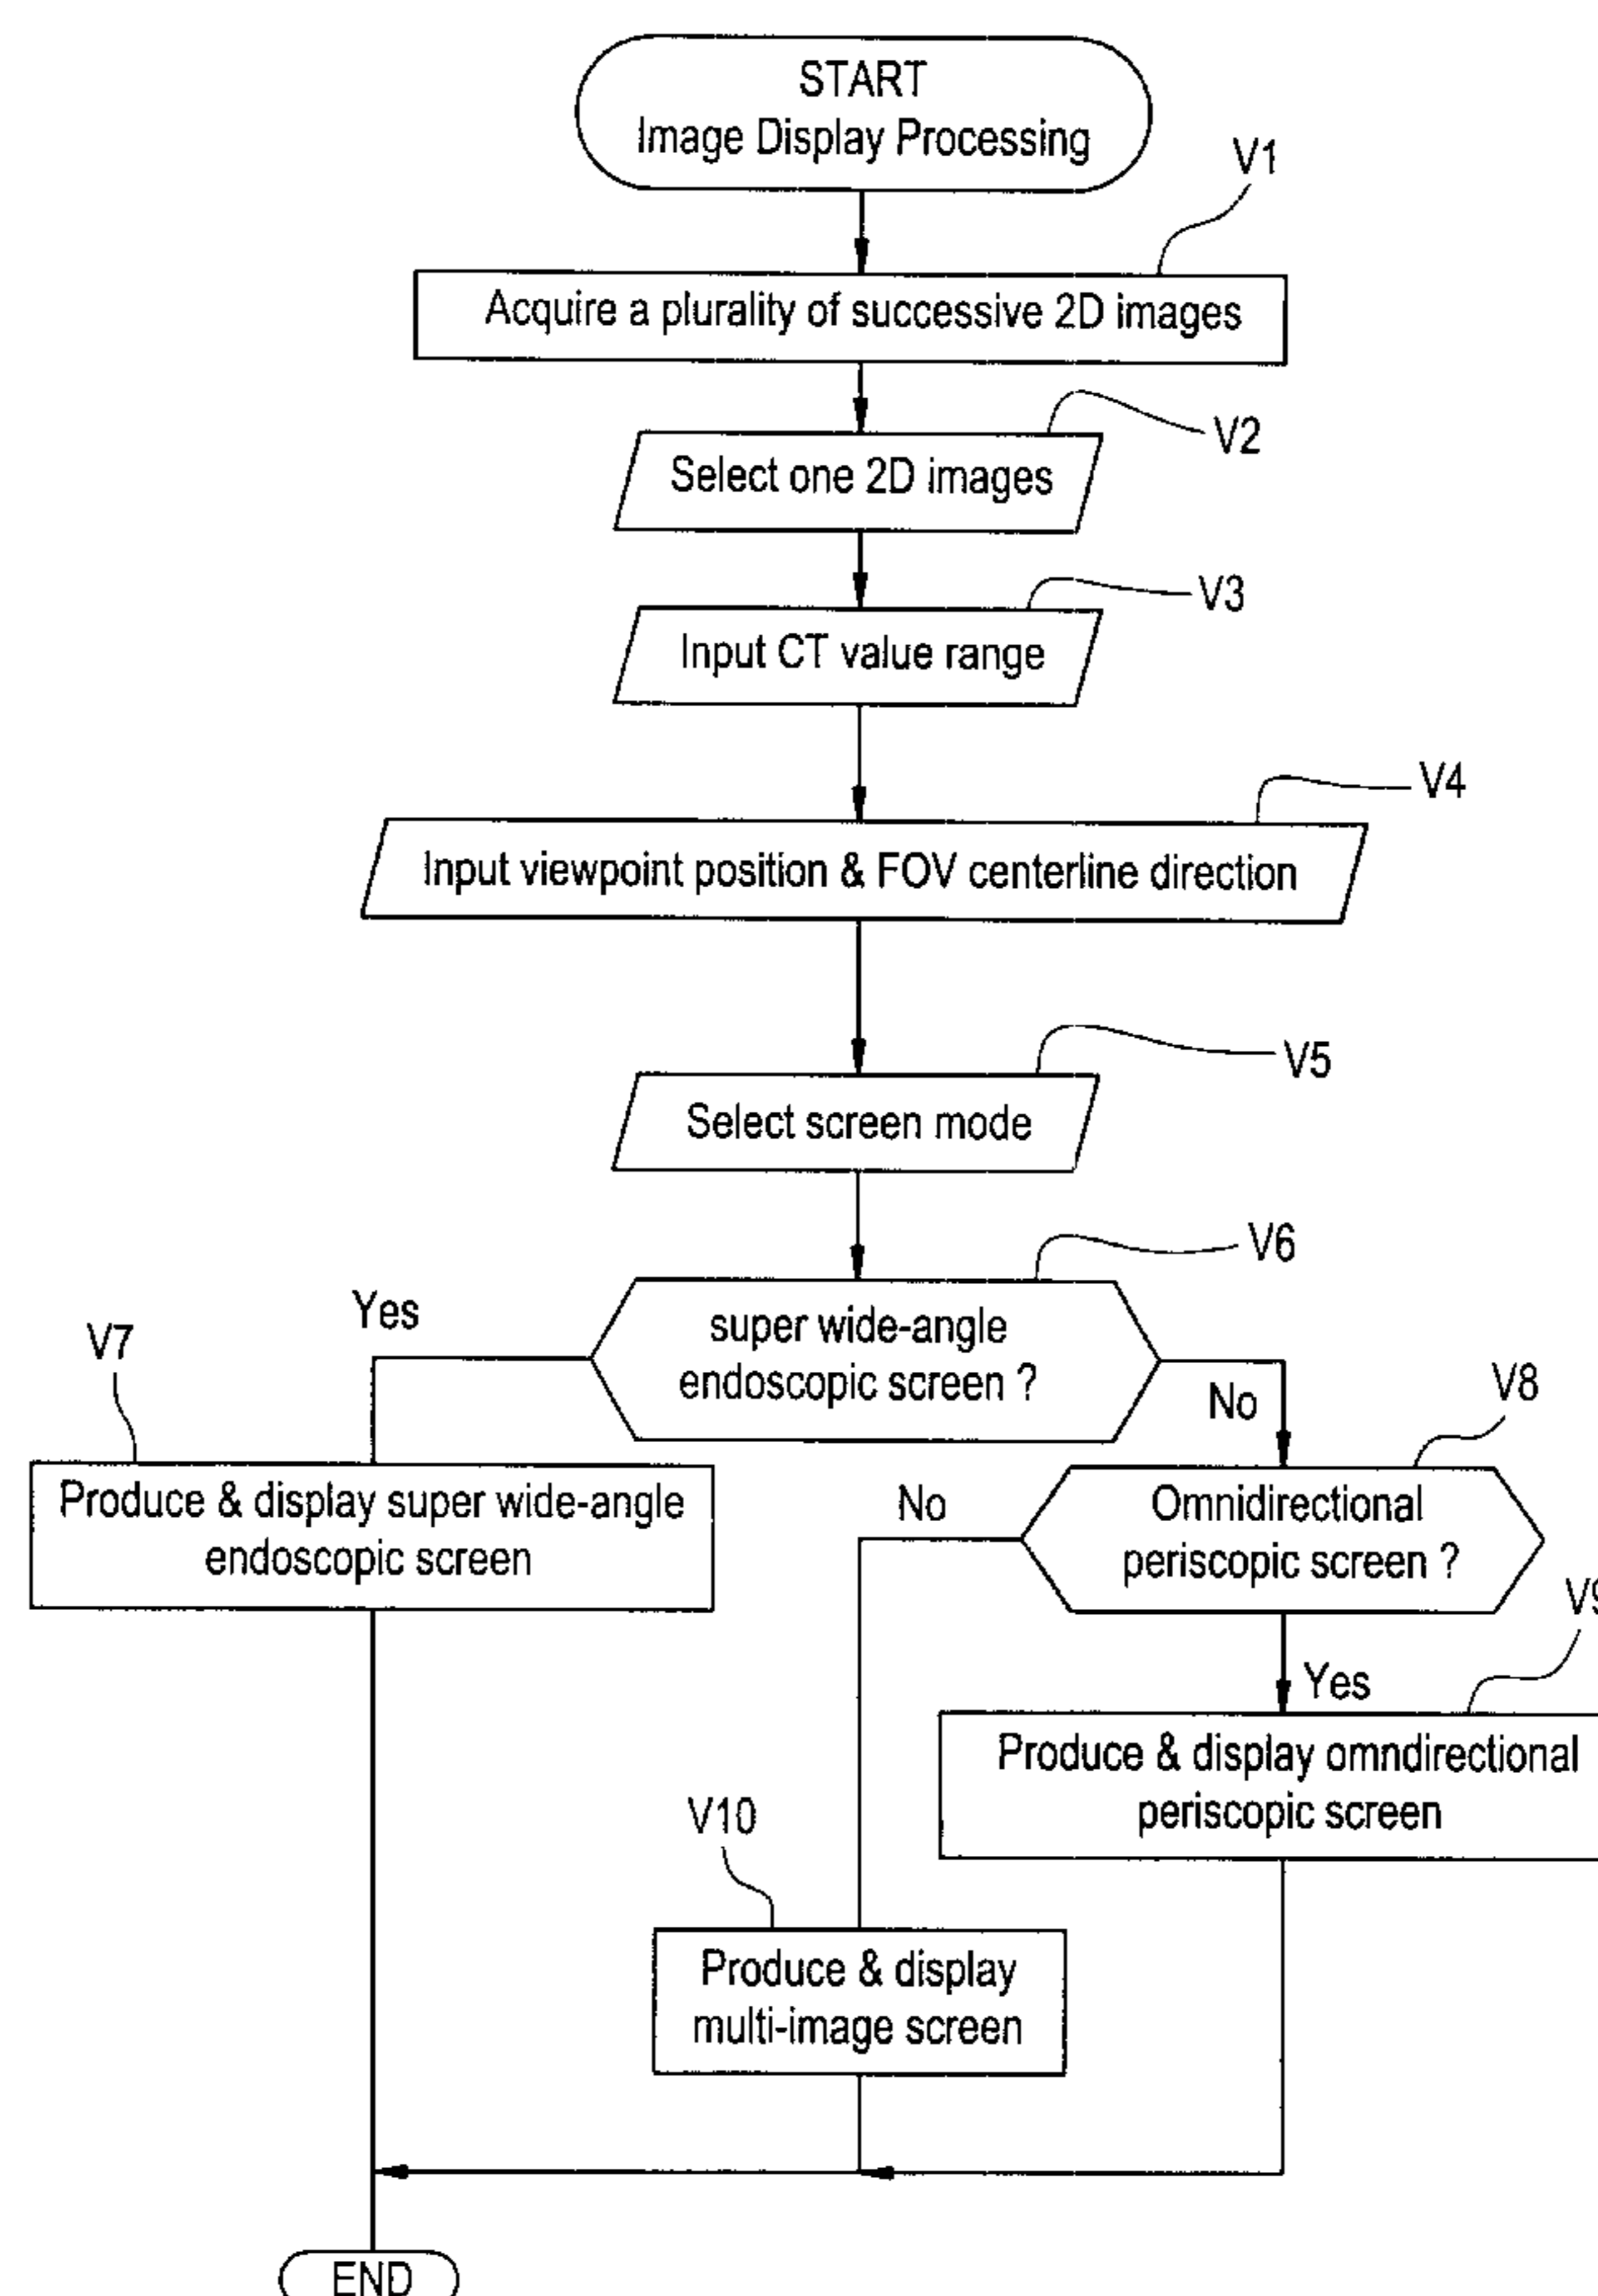 START
Image Display Processing
V1
Acquire a plurality of successive 2D images
V2
Select one 2D images
V3
Input CT value range
V4
Input viewpoint position & FOV centerline direction
V5
Select screen mode
V6
super wide-angle
endoscopic screen ?
Yes
No
V7
Produce & display super wide-angle
endoscopic screen
V8
Omnidirectional
periscopic screen ?
No
Yes
V9
Produce & display omndirectional
periscopic screen
V10
Produce & display
multi-image screen
END